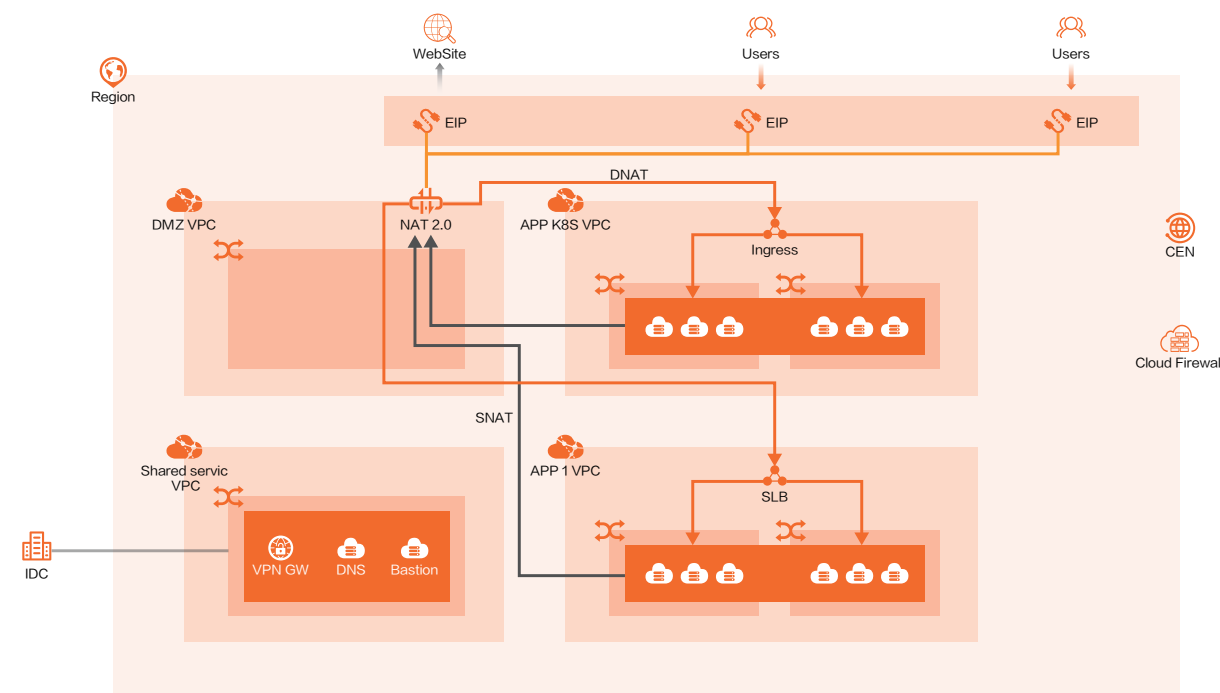 WebSite
Users
Users
Region
EIP
EIP
EIP
DNAT
DMZ VPC
NAT 2.0
APP K8S VPC
Ingress
CEN
Cloud Firewal
SNAT
Shared servic
VPC
APP 1 VPC
SLB
IDC
VPN GW
DNS
Bastion